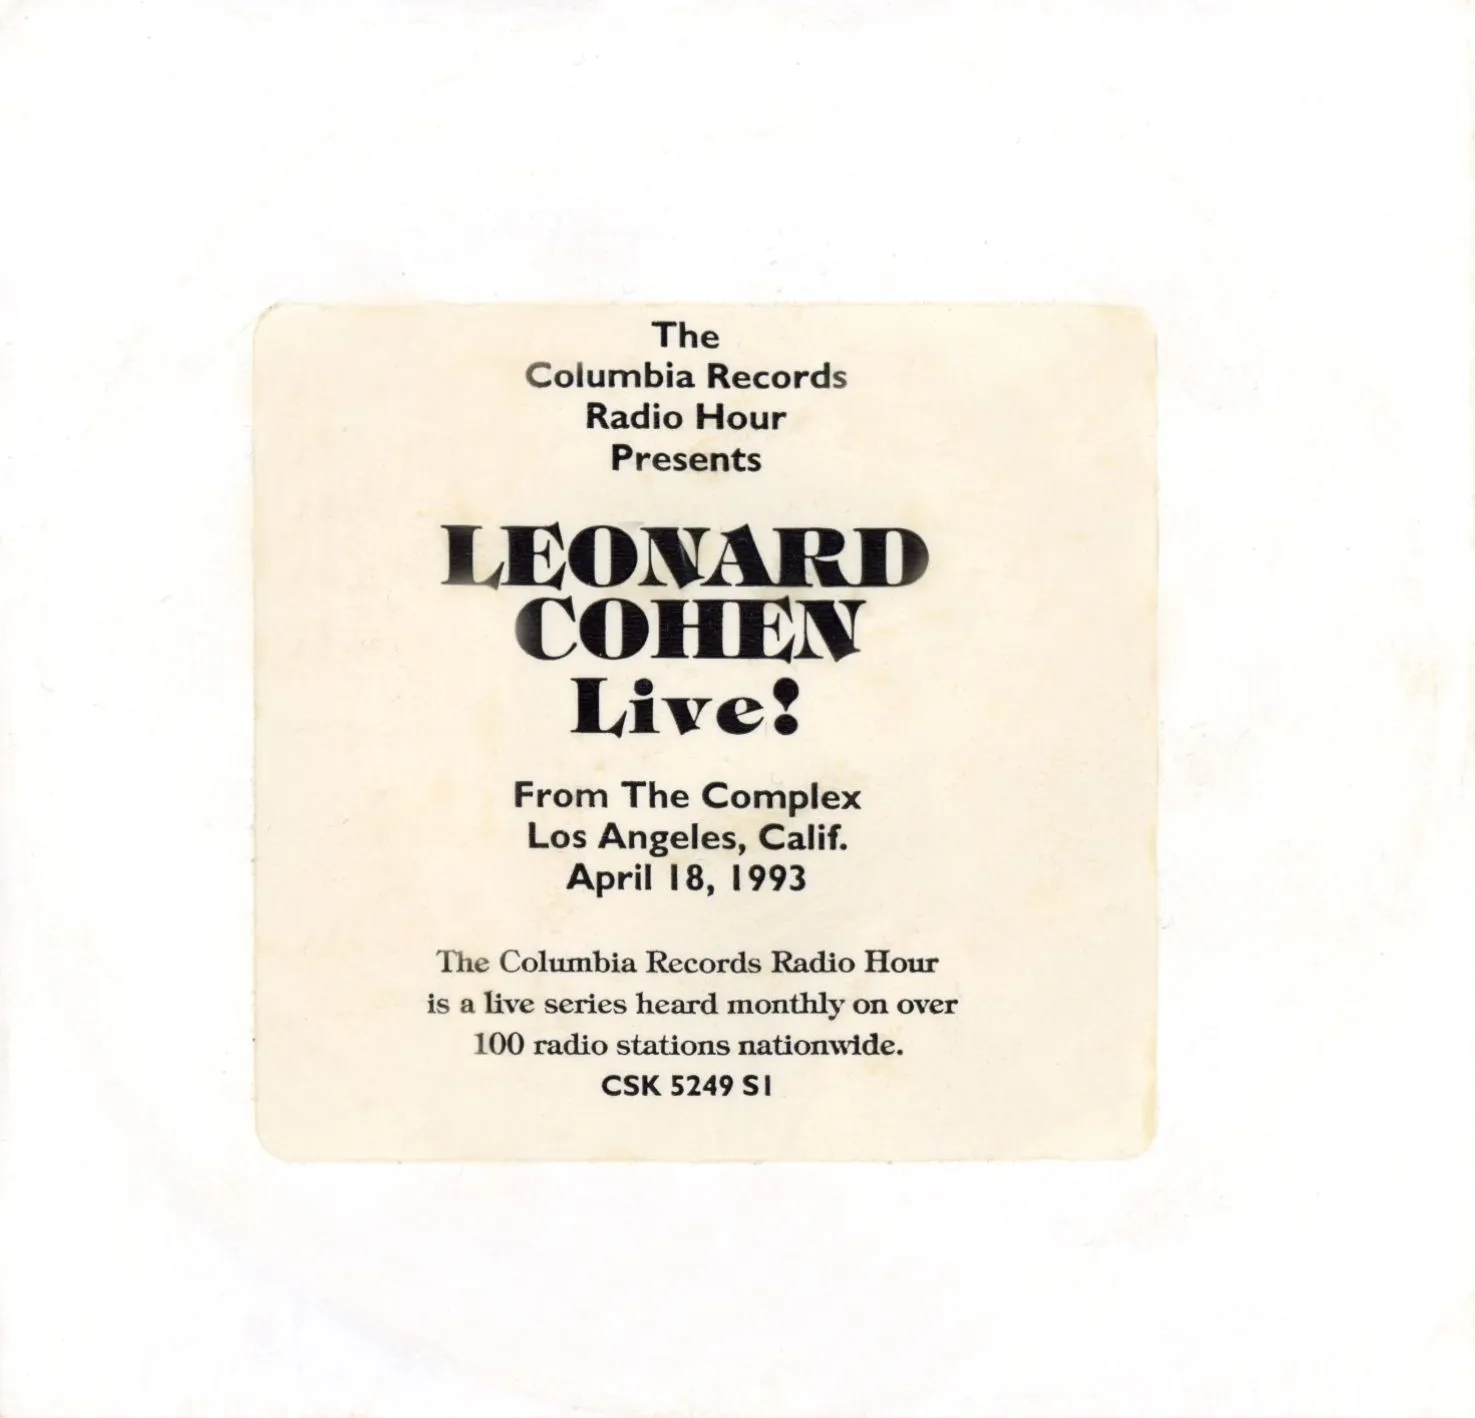 The
Columbia Records
Radio Hour
Presents
LEONARD
COHEN
Live!
From The Complex
Los Angeles, Calif.
April 18, 1993
The Columbia Records Radio Hour
is a live series heard monthly on over
100 radio stations nationwide.
CSK 5249 S1